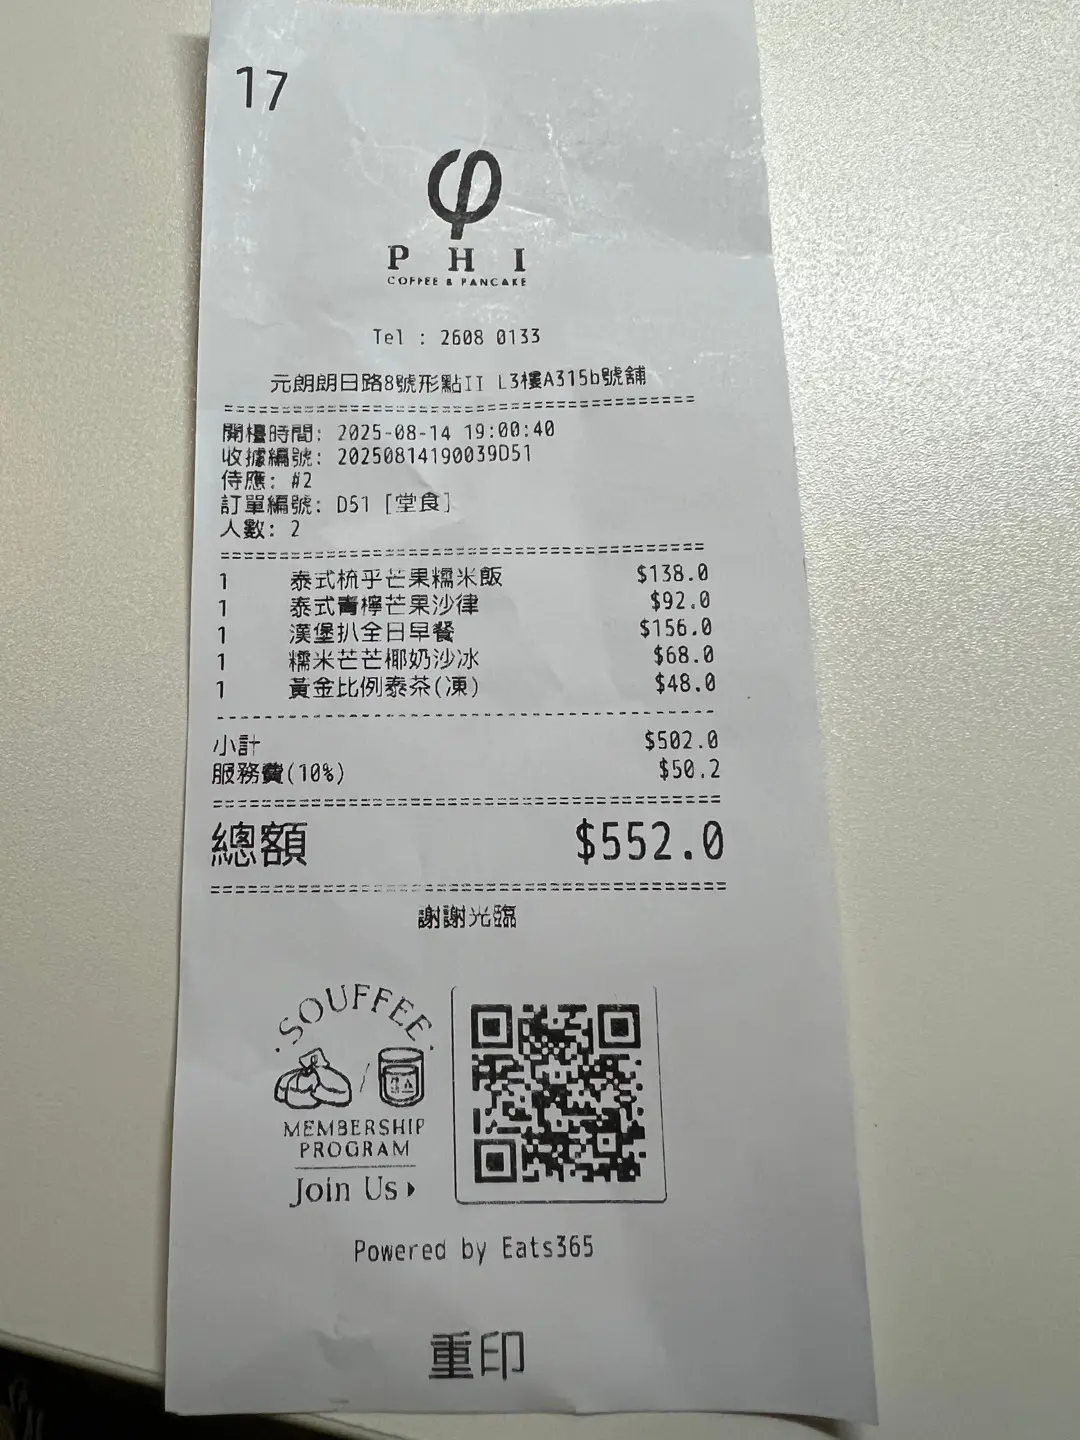 17
φ
PHI
COFFEE & PANCAKE
Tel : 2608 0133
元朗朗日路8號形點II L3樓A315b號舖
開檯時間: 2025-08-14 19:00:40
收據編號: 20250814190039D51
侍應: #2
訂單編號: D51 [堂食]
人數: 2
1 泰式梳乎芒果糯米飯 $138.0
1 泰式青檸芒果沙律 $92.0
1 漢堡扒全日早餐 $156.0
1 糯米芒芒椰奶沙冰 $68.0
1 黃金比例泰茶(凍) $48.0
小計 $502.0
服務費(10%) $50.2
總額 $552.0
謝謝光臨
SOUFFEE
MEMBERSHIP
PROGRAM
Join Us
Powered by Eats365
重印